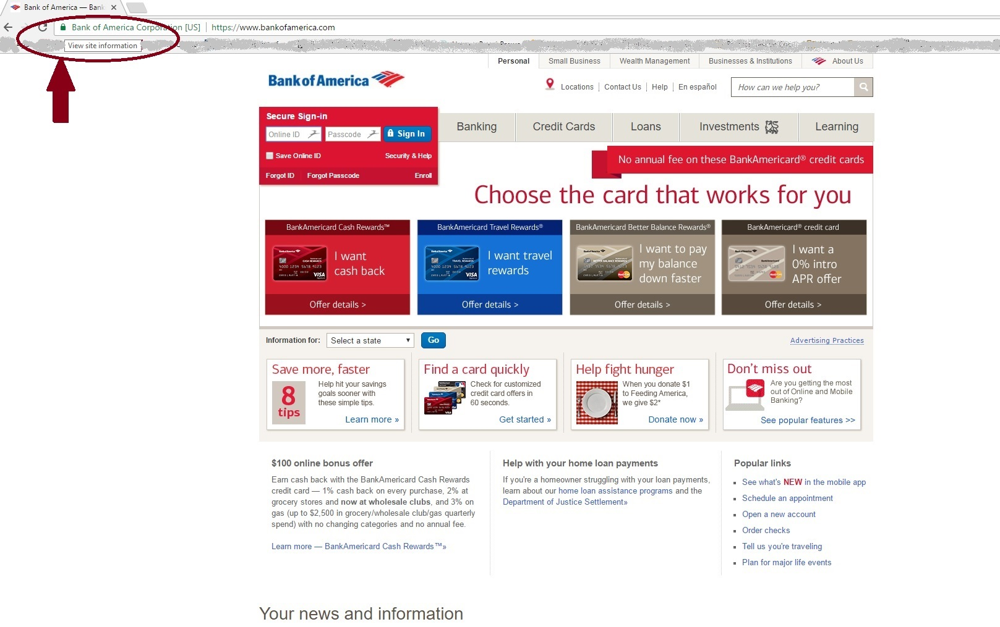 Bank of America — Bank
Bank of America Corporation [US] https://www.bankofamerica.com
View site information
Personal Small Business Wealth Management Businesses & Institutions About Us
Bank of America
Locations Contact Us Help En español How can we help you?
Secure Sign-in
Online ID Passcode Sign In
Save Online ID Security & Help
Forgot ID Forgot Passcode Enroll
Banking Credit Cards Loans Investments Learning
No annual fee on these BankAmericard® credit cards
Choose the card that works for you
BankAmericard Cash Rewards™
I want
cash back
Offer details >
BankAmericard Travel Rewards®
I want travel
rewards
Offer details >
BankAmericard Better Balance Rewards®
I want to pay
my balance
down faster
Offer details >
BankAmericard® credit card
I want a
0% intro
APR offer
Offer details >
Information for: Select a state Go Advertising Practices
Save more, faster
8
tips
Help hit your savings
goals sooner with
these simple tips.
Learn more »
Find a card quickly
Check for customized
credit card offers in
60 seconds.
Get started »
Help fight hunger
When you donate $1
to Feeding America,
we give $2*
Donate now »
Don't miss out
Are you getting the most
out of Online and Mobile
Banking?
See popular features >>
$100 online bonus offer
Earn cash back with the BankAmericard Cash Rewards
credit card — 1% cash back on every purchase, 2% at
grocery stores and now at wholesale clubs, and 3% on
gas (up to $2,500 in grocery/wholesale club/gas quarterly
spend) with no changing categories and no annual fee.
Learn more — BankAmericard Cash Rewards™»
Help with your home loan payments
If you're a homeowner struggling with your loan payments,
learn about our home loan assistance programs and the
Department of Justice Settlement»
Popular links
See what's NEW in the mobile app
Schedule an appointment
Open a new account
Order checks
Tell us you're traveling
Plan for major life events
Your news and information